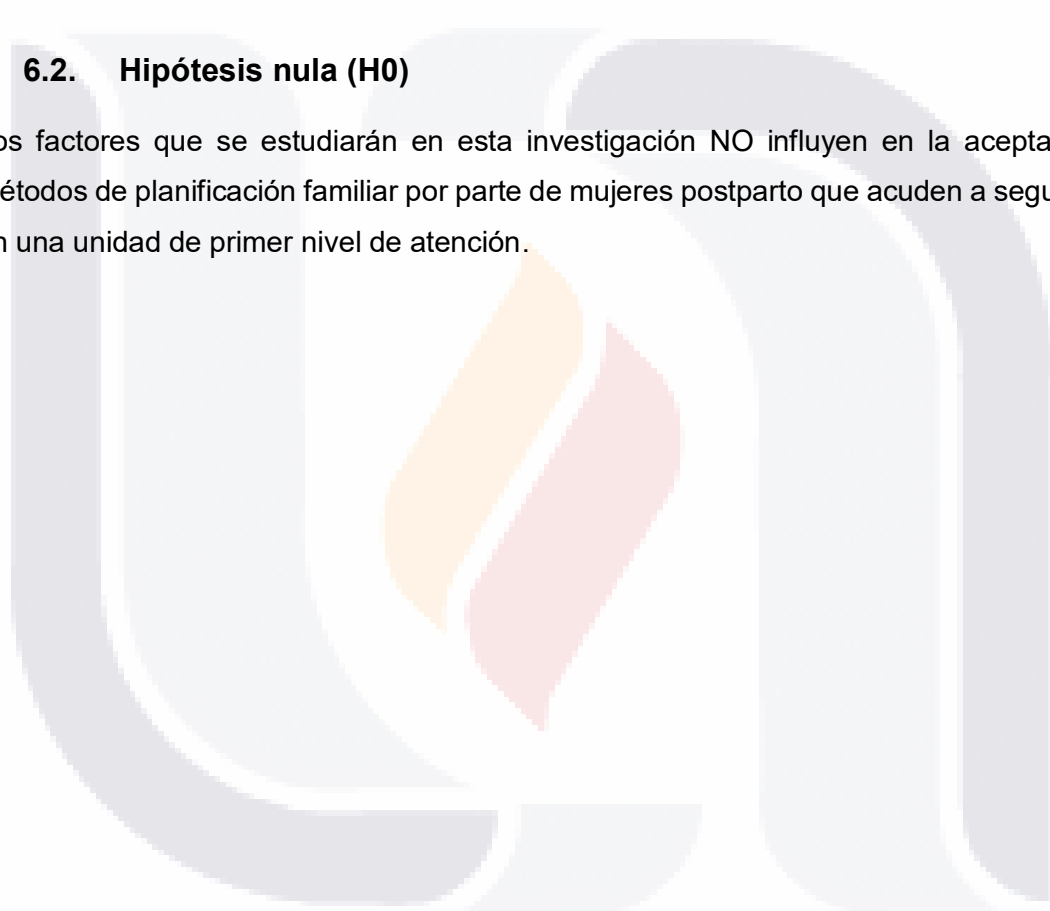 6.2. Hipótesis nula (H0)
os factores que se estudiarán en esta investigación NO influyen en la acepta
étodos de planificación familiar por parte de mujeres postparto que acuden a segu
n una unidad de primer nivel de atención.